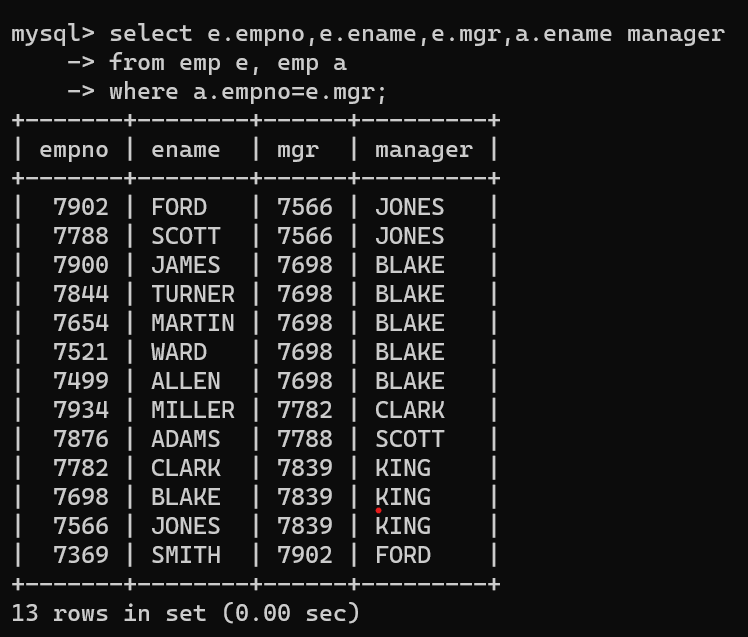 mysql> select e.empno,e.ename,e.mgr,a.ename manager
    -> from emp e, emp a
    -> where a.empno=e.mgr;
+-------+--------+------+---------+
| empno | ename  | mgr  | manager |
+-------+--------+------+---------+
|  7902 | FORD   | 7566 | JONES   |
|  7788 | SCOTT  | 7566 | JONES   |
|  7900 | JAMES  | 7698 | BLAKE   |
|  7844 | TURNER | 7698 | BLAKE   |
|  7654 | MARTIN | 7698 | BLAKE   |
|  7521 | WARD   | 7698 | BLAKE   |
|  7499 | ALLEN  | 7698 | BLAKE   |
|  7934 | MILLER | 7782 | CLARK   |
|  7876 | ADAMS  | 7788 | SCOTT   |
|  7782 | CLARK  | 7839 | KING    |
|  7698 | BLAKE  | 7839 | KING    |
|  7566 | JONES  | 7839 | KING    |
|  7369 | SMITH  | 7902 | FORD    |
+-------+--------+------+---------+
13 rows in set (0.00 sec)